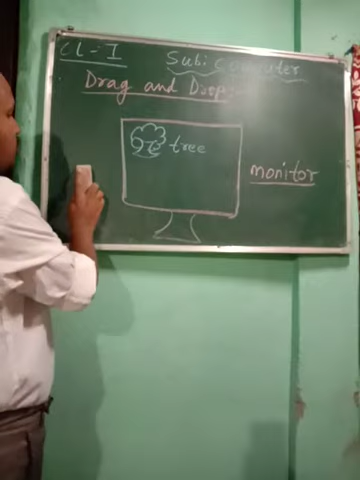 CL-I
Sub: Computer
Drag and Drop:
tree
monitor